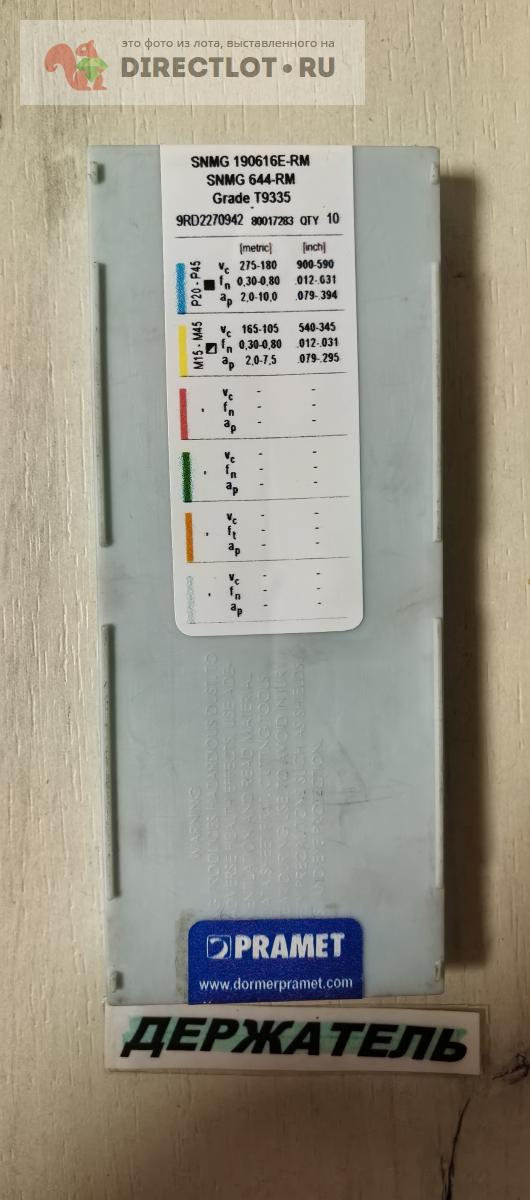 это фото из лота, выставленного на
DIRECTLOT.RU
SNMG 190616E-RM
SNMG 644-RM
Grade T9335
9RD2270942 80017283 QTY 10
[metric] [inch]
P20 - P45
vc 275-180 900-590
fn 0,30-0,80 .012-.031
ap 2,0-10,0 .079-.394
M15 - M45
vc 165-105 540-345
fn 0,30-0,80 .012-.031
ap 2,0-7,5 .079-.295
vc - -
fn - -
ap - -
vc - -
fn - -
ap - -
vc - -
ft - -
ap - -
vc - -
fn - -
ap - -
WARNING
PRAMET
www.dormerpramet.com
ДЕРЖАТЕЛЬ